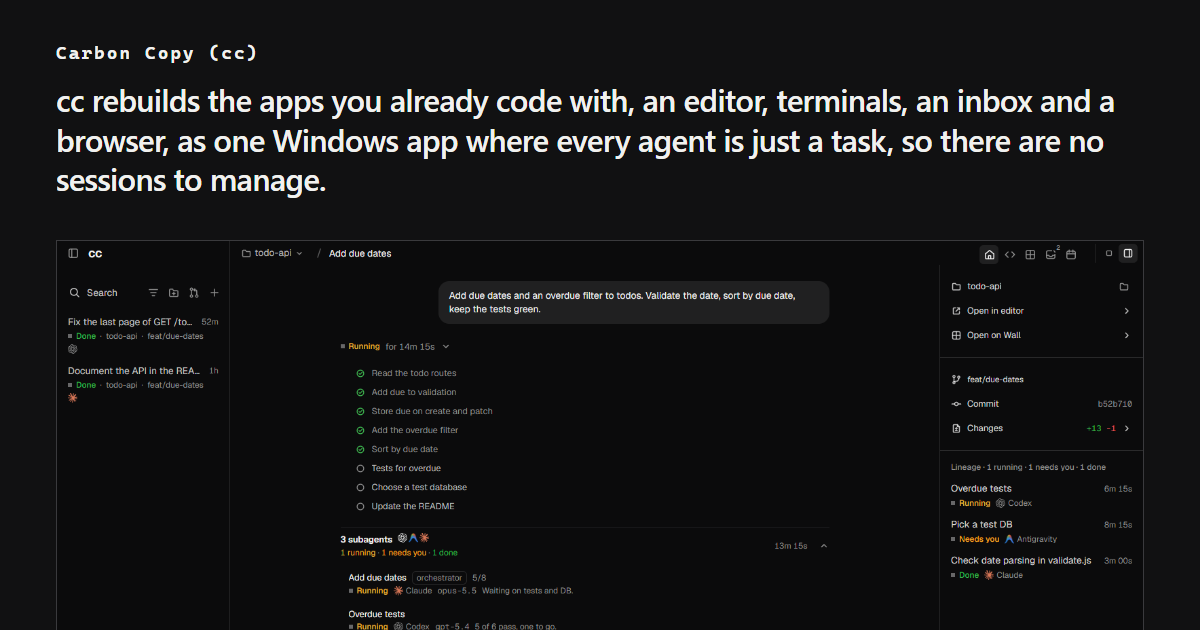 Carbon Copy (cc)
cc rebuilds the apps you already code with, an editor, terminals, an inbox and a
browser, as one Windows app where every agent is just a task, so there are no
sessions to manage.
cc
Search
Fix the last page of GET /to... 52m
Done · todo-api · feat/due-dates
Document the API in the REA... 1h
Done · todo-api · feat/due-dates
todo-api / Add due dates
2
Add due dates and an overdue filter to todos. Validate the date, sort by due date,
keep the tests green.
Running for 14m 15s
Read the todo routes
Add due to validation
Store due on create and patch
Add the overdue filter
Sort by due date
Tests for overdue
Choose a test database
Update the README
3 subagents
1 running · 1 needs you · 1 done
13m 15s
Add due dates orchestrator 5/8
Running Claude opus-5.5 Waiting on tests and DB.
Overdue tests
Running Codex gpt-5.4 5 of 6 pass, one to go.
todo-api
Open in editor
Open on Wall
feat/due-dates
Commit b52b710
Changes +13 -1
Lineage · 1 running · 1 needs you · 1 done
Overdue tests 6m 15s
Running Codex
Pick a test DB 8m 15s
Needs you Antigravity
Check date parsing in validate.js 3m 00s
Done Claude